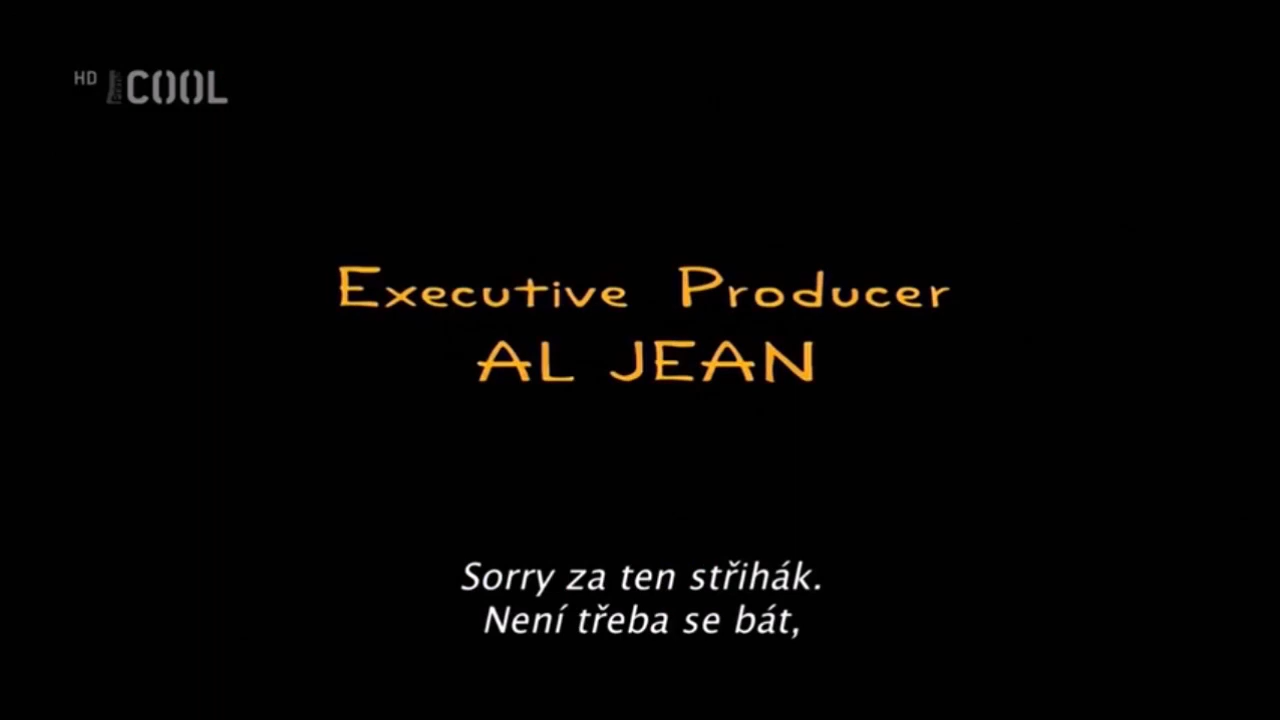 HD COOL
Executive Producer
AL JEAN
Sorry za ten střihák.
Není třeba se bát,